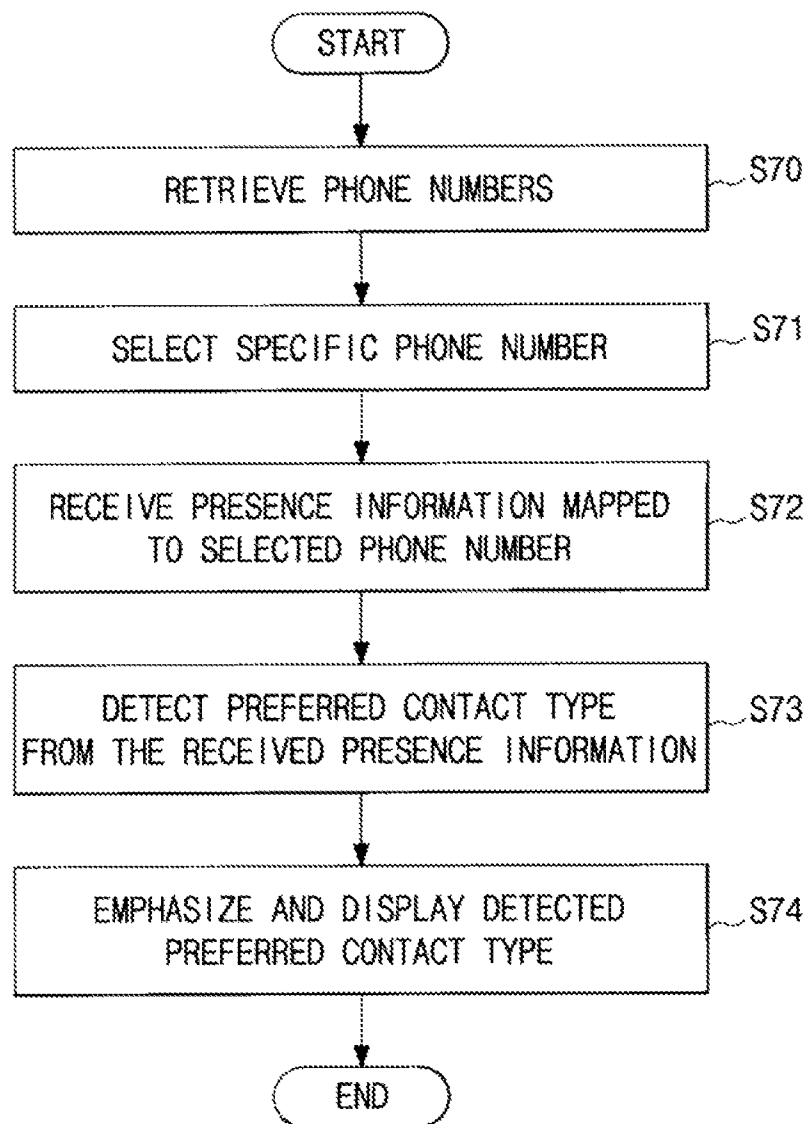 START
RETRIEVE PHONE NUMBERS
S70
SELECT SPECIFIC PHONE NUMBER
S71
RECEIVE PRESENCE INFORMATION MAPPED
TO SELECTED PHONE NUMBER
S72
DETECT PREFERRED CONTACT TYPE
FROM THE RECEIVED PRESENCE INFORMATION
S73
EMPHASIZE AND DISPLAY DETECTED
PREFERRED CONTACT TYPE
S74
END